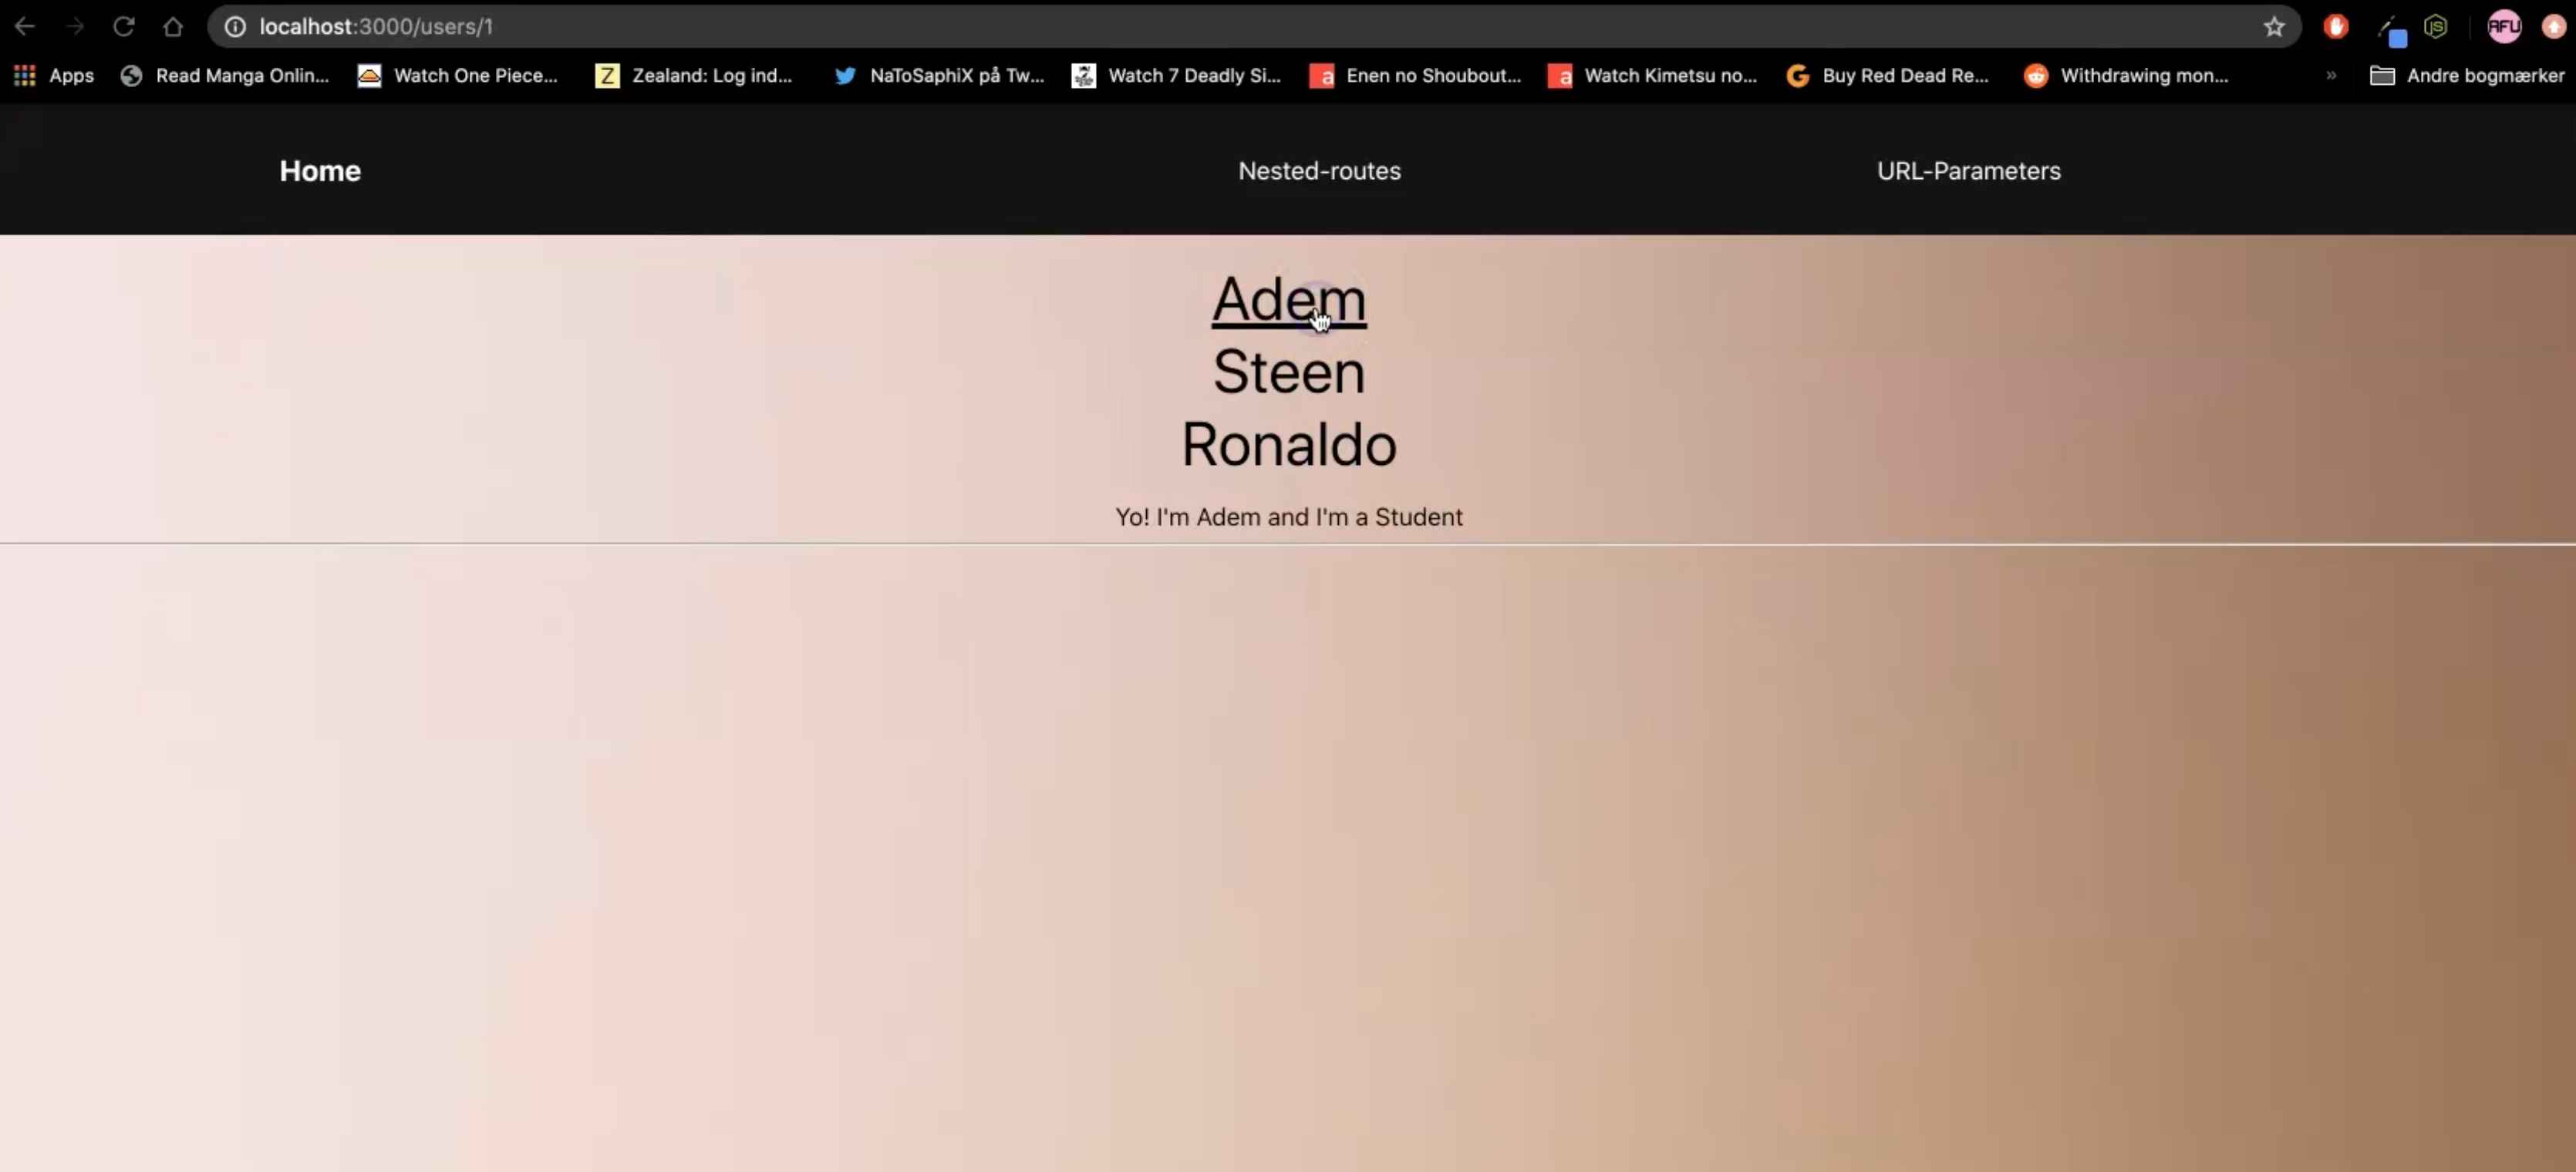 localhost:3000/users/1
AFU
Apps Read Manga Onlin... Watch One Piece... Z Zealand: Log ind... NaToSaphiX på Tw... Watch 7 Deadly Si... a Enen no Shoubout... a Watch Kimetsu no... G Buy Red Dead Re... Withdrawing mon... » Andre bogmærker
Home Nested-routes URL-Parameters
Adem
Steen
Ronaldo
Yo! I'm Adem and I'm a Student